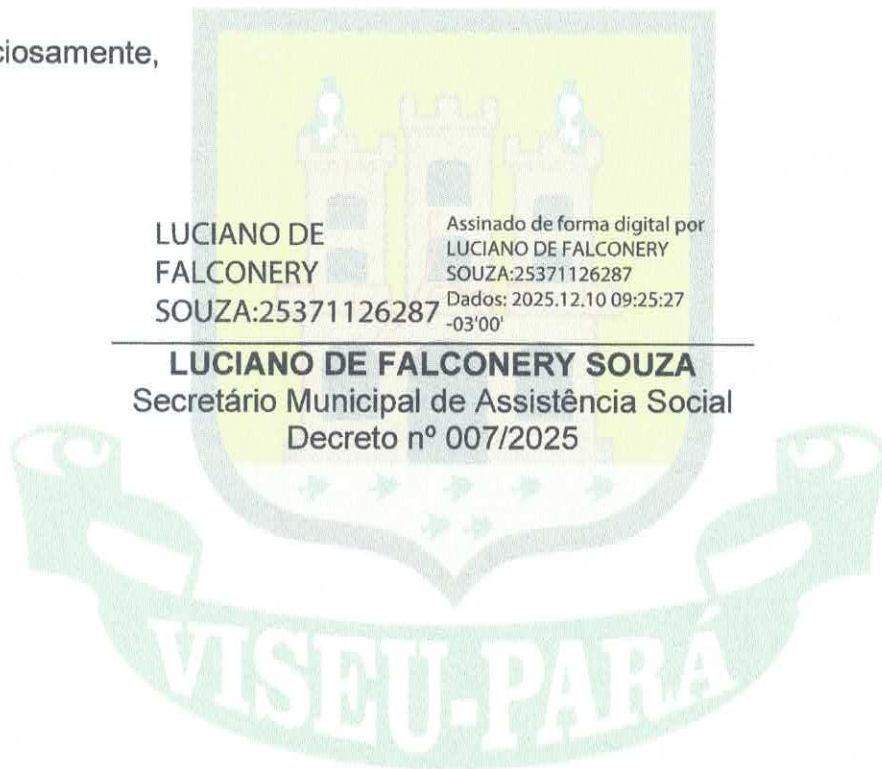 ciosamente,
LUCIANO DE
FALCONERY
SOUZA:25371126287
Assinado de forma digital por
LUCIANO DE FALCONERY
SOUZA:25371126287
Dados: 2025.12.10 09:25:27
-03'00'
LUCIANO DE FALCONERY SOUZA
Secretário Municipal de Assistência Social
Decreto nº 007/2025
VISEU-PARÁ